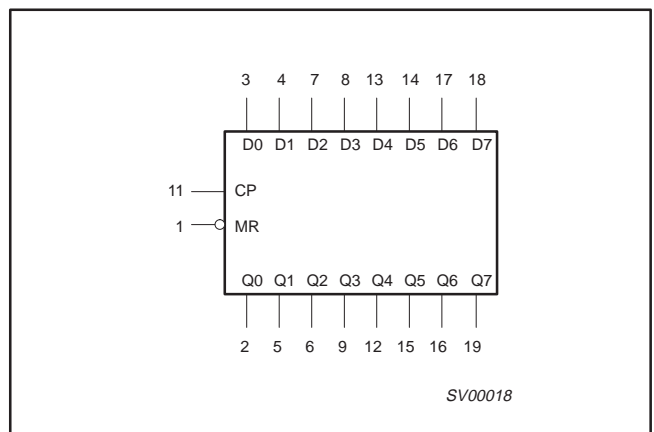 3 4 7 8 13 14 17 18
D0 D1 D2 D3 D4 D5 D6 D7
11 CP
1 MR
Q0 Q1 Q2 Q3 Q4 Q5 Q6 Q7
2 5 6 9 12 15 16 19
SV00018